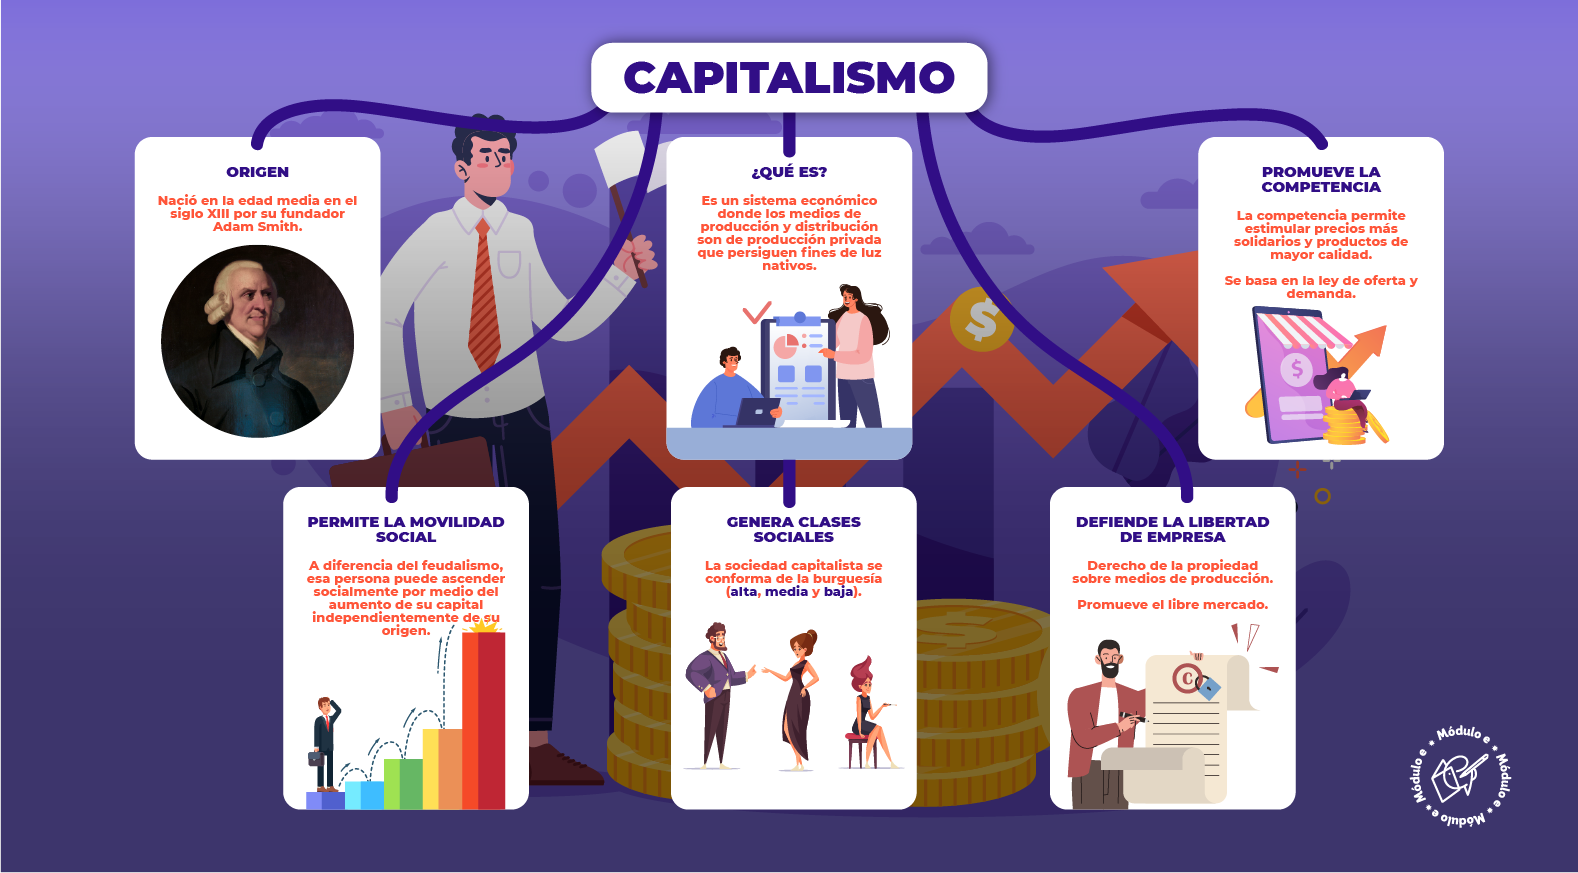 CAPITALISMO
ORIGEN
Nació en la edad media en el
siglo XIII por su fundador
Adam Smith.
¿QUÉ ES?
Es un sistema económico
donde los medios de
producción y distribución
son de producción privada
que persiguen fines de luz
nativos.
PROMUEVE LA
COMPETENCIA
La competencia permite
estimular precios más
solidarios y productos de
mayor calidad.
Se basa en la ley de oferta y
demanda.
PERMITE LA MOVILIDAD
SOCIAL
A diferencia del feudalismo,
esa persona puede ascender
socialmente por medio del
aumento de su capital
independientemente de su
origen.
GENERA CLASES
SOCIALES
La sociedad capitalista se
conforma de la burguesía
(alta, media y baja).
DEFIENDE LA LIBERTAD
DE EMPRESA
Derecho de la propiedad
sobre medios de producción.
Promueve el libre mercado.
$
$
$
C
Módulo e * Módulo e * Módulo e * Módulo e *